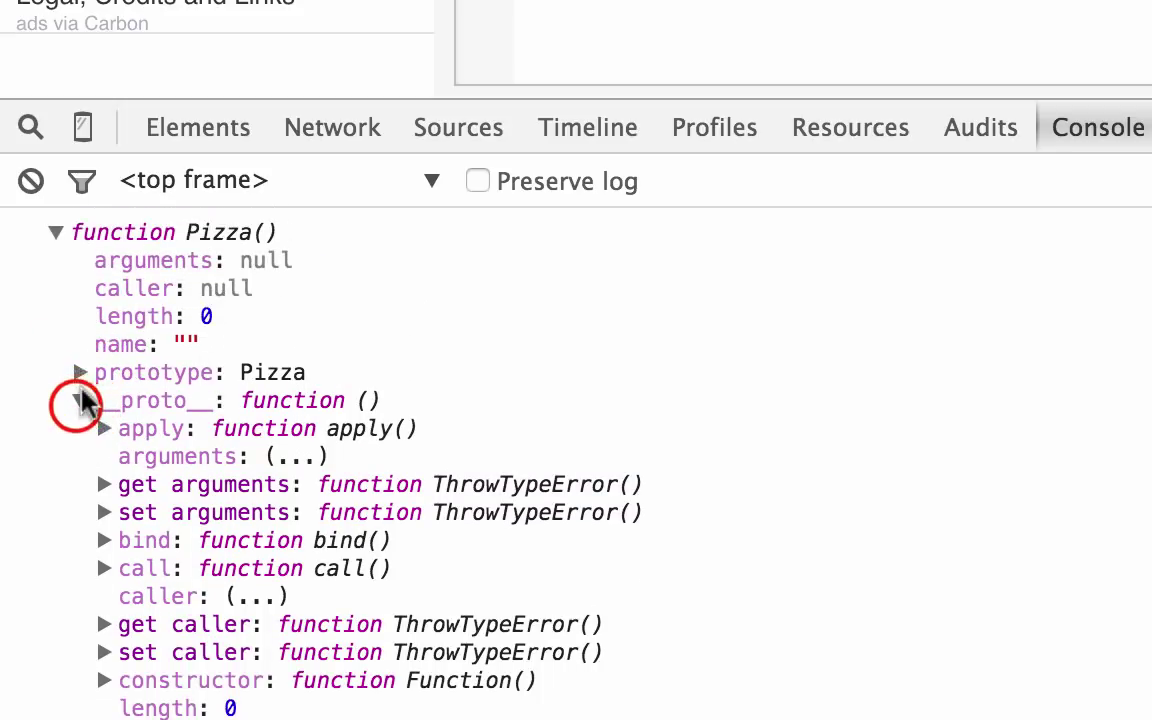 Legal, Credits and Links
ads via Carbon
Elements Network Sources Timeline Profiles Resources Audits Console
<top frame> Preserve log
function Pizza()
arguments: null
caller: null
length: 0
name: ""
prototype: Pizza
__proto__: function ()
apply: function apply()
arguments: (...)
get arguments: function ThrowTypeError()
set arguments: function ThrowTypeError()
bind: function bind()
call: function call()
caller: (...)
get caller: function ThrowTypeError()
set caller: function ThrowTypeError()
constructor: function Function()
length: 0